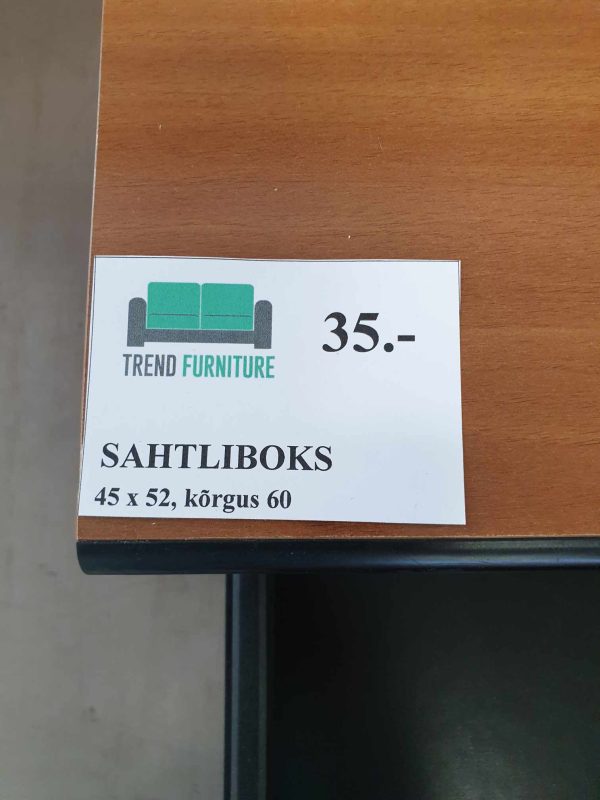 TREND FURNITURE
35.-
SAHTLIBOKS
45 x 52, kõrgus 60